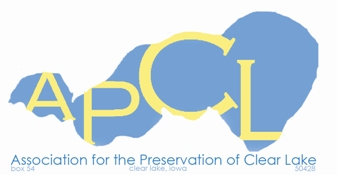 APCL
Association for the Preservation of Clear Lake
box 54 clear lake, iowa 50428